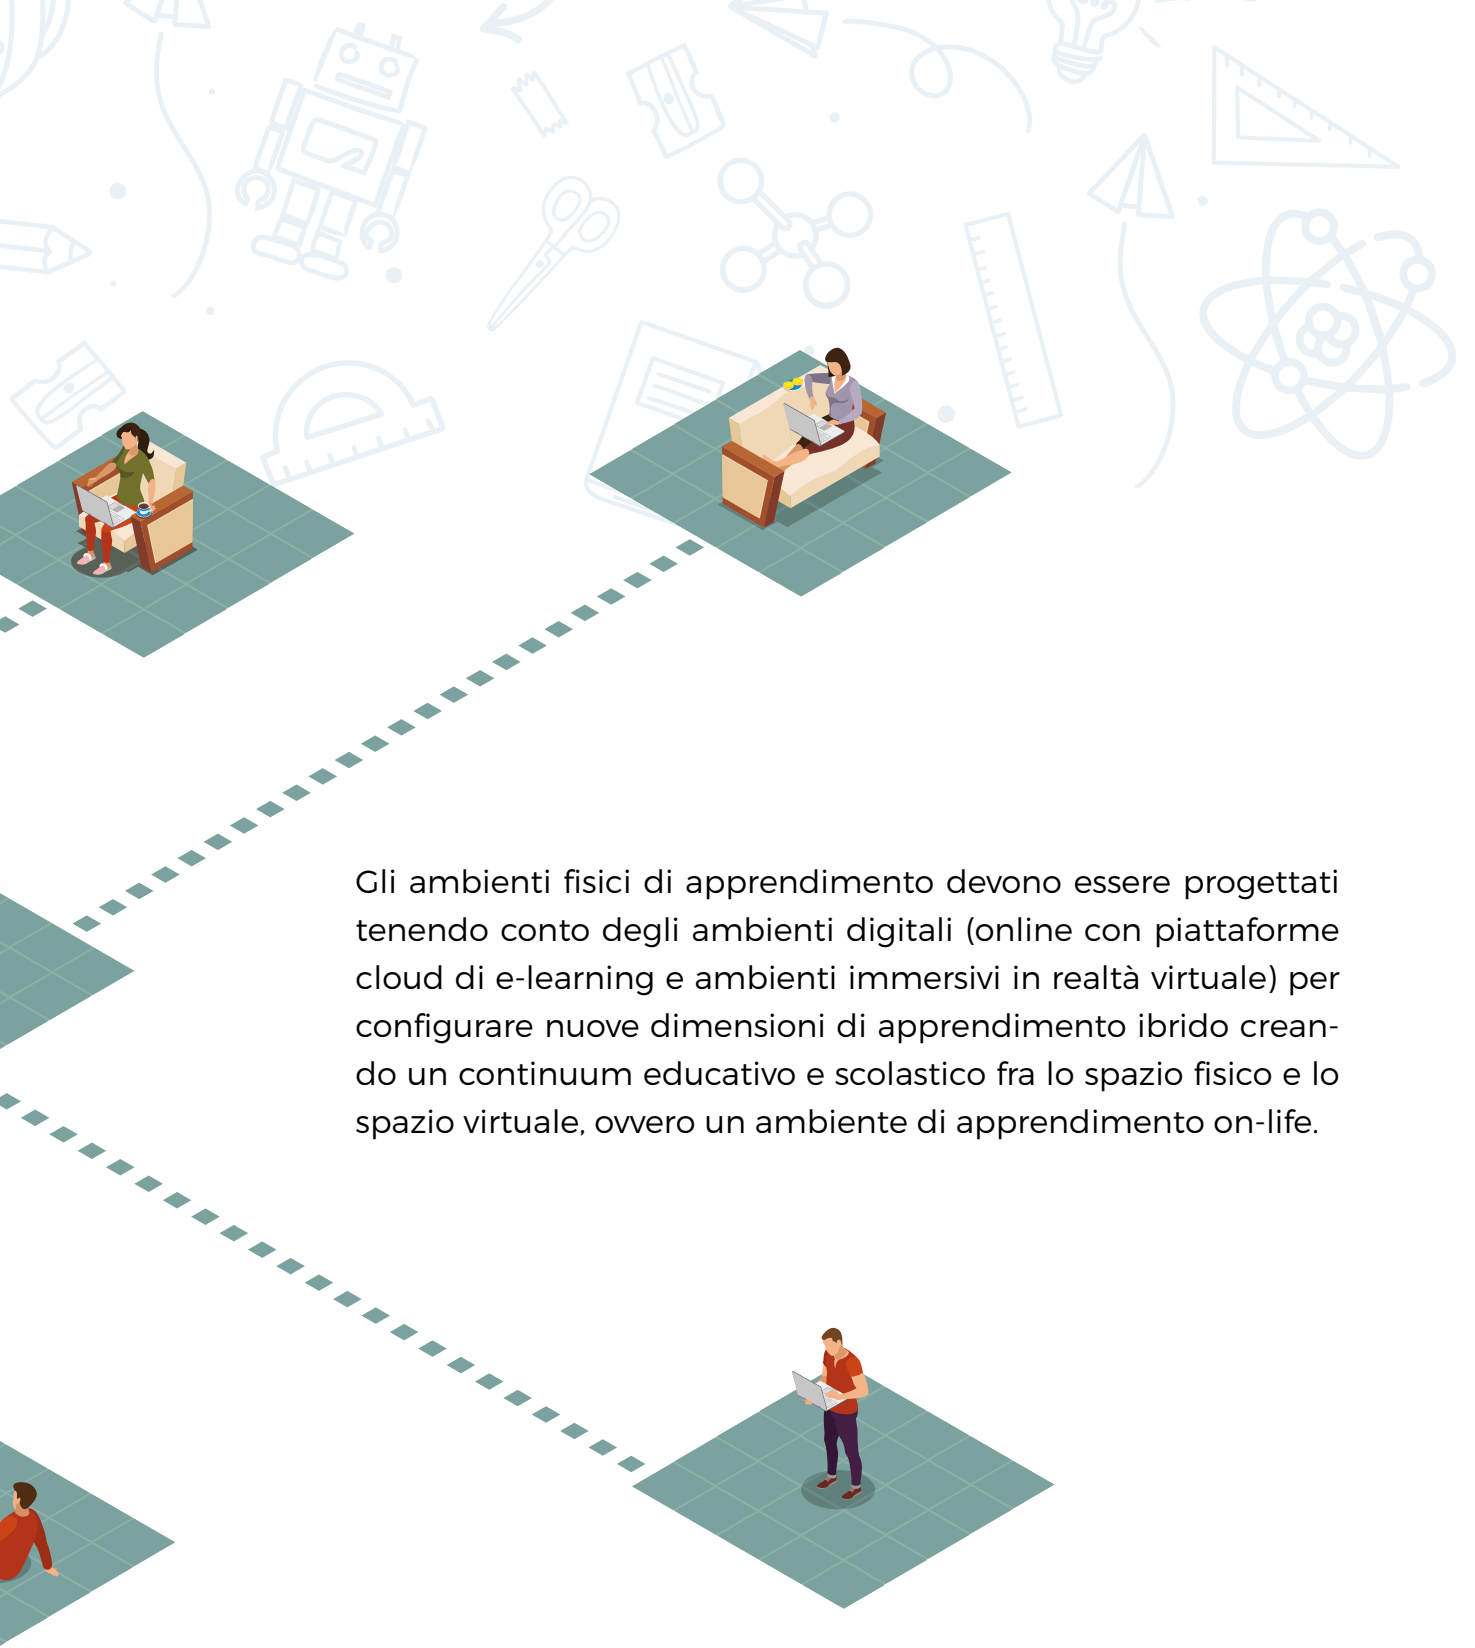 Gli ambienti fisici di apprendimento devono essere progettati
tenendo conto degli ambienti digitali (online con piattaforme
cloud di e-learning e ambienti immersivi in realtà virtuale) per
configurare nuove dimensioni di apprendimento ibrido crean-
do un continuum educativo e scolastico fra lo spazio fisico e lo
spazio virtuale, ovvero un ambiente di apprendimento on-life.